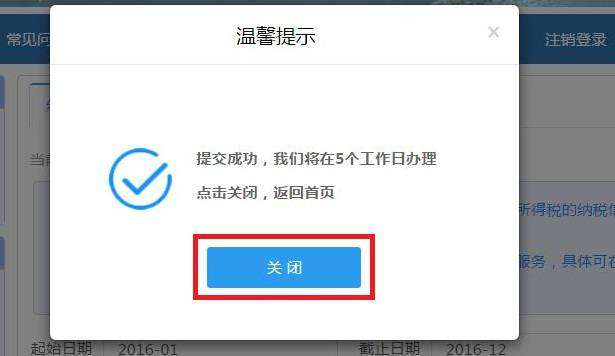 温馨提示
×
常见问
注销登录
提交成功，我们将在5个工作日办理
当前
点击关闭，返回首页
所得税的纳税
关 闭
服务，具体可在
起始日期 2016-01 截止日期 2016-12